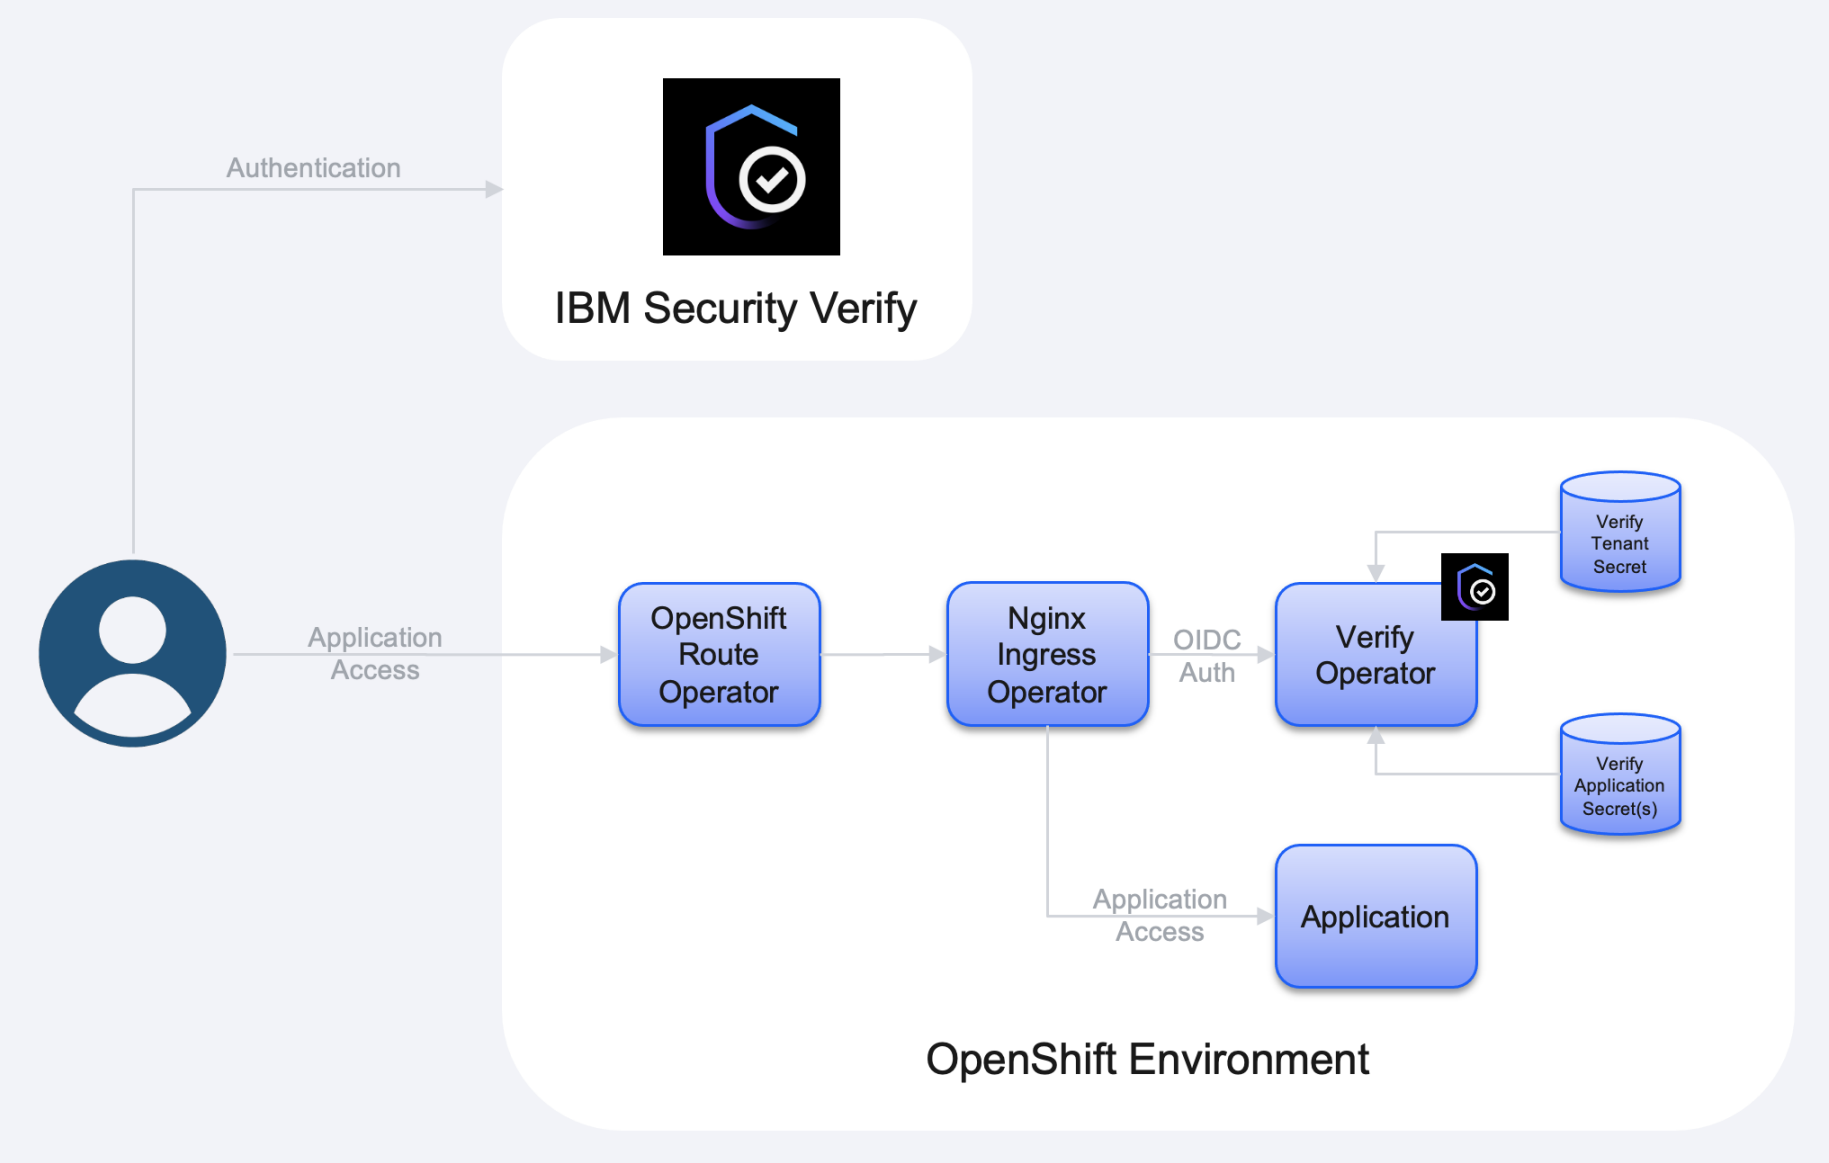 Authentication
IBM Security Verify
Application
Access
OpenShift
Route
Operator
Nginx
Ingress
Operator
OIDC
Auth
Verify
Operator
Verify
Tenant
Secret
Verify
Application
Secret(s)
Application
Access
Application
OpenShift Environment